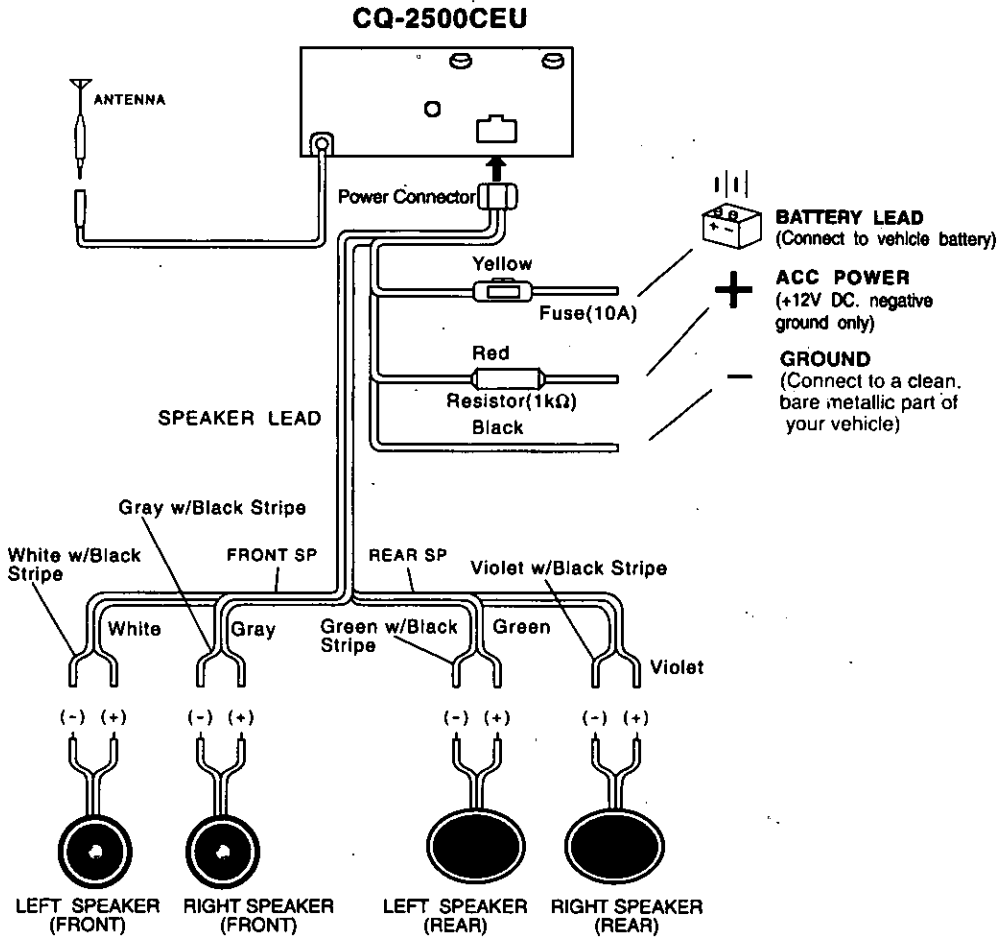 CQ-2500CEU
ANTENNA
Power Connector
Yellow
Fuse(10A)
BATTERY LEAD
(Connect to vehicle battery)
+ -
ACC POWER
(+12V DC. negative
ground only)
Red
Resistor(1kΩ)
GROUND
(Connect to a clean,
bare metallic part of
your vehicle)
Black
SPEAKER LEAD
Gray w/Black Stripe
White w/Black
Stripe
FRONT SP
REAR SP
Violet w/Black Stripe
White
Gray
Green w/Black
Stripe
Green
Violet
(-) (+)
(-) (+)
(-) (+)
(-) (+)
LEFT SPEAKER
(FRONT)
RIGHT SPEAKER
(FRONT)
LEFT SPEAKER
(REAR)
RIGHT SPEAKER
(REAR)